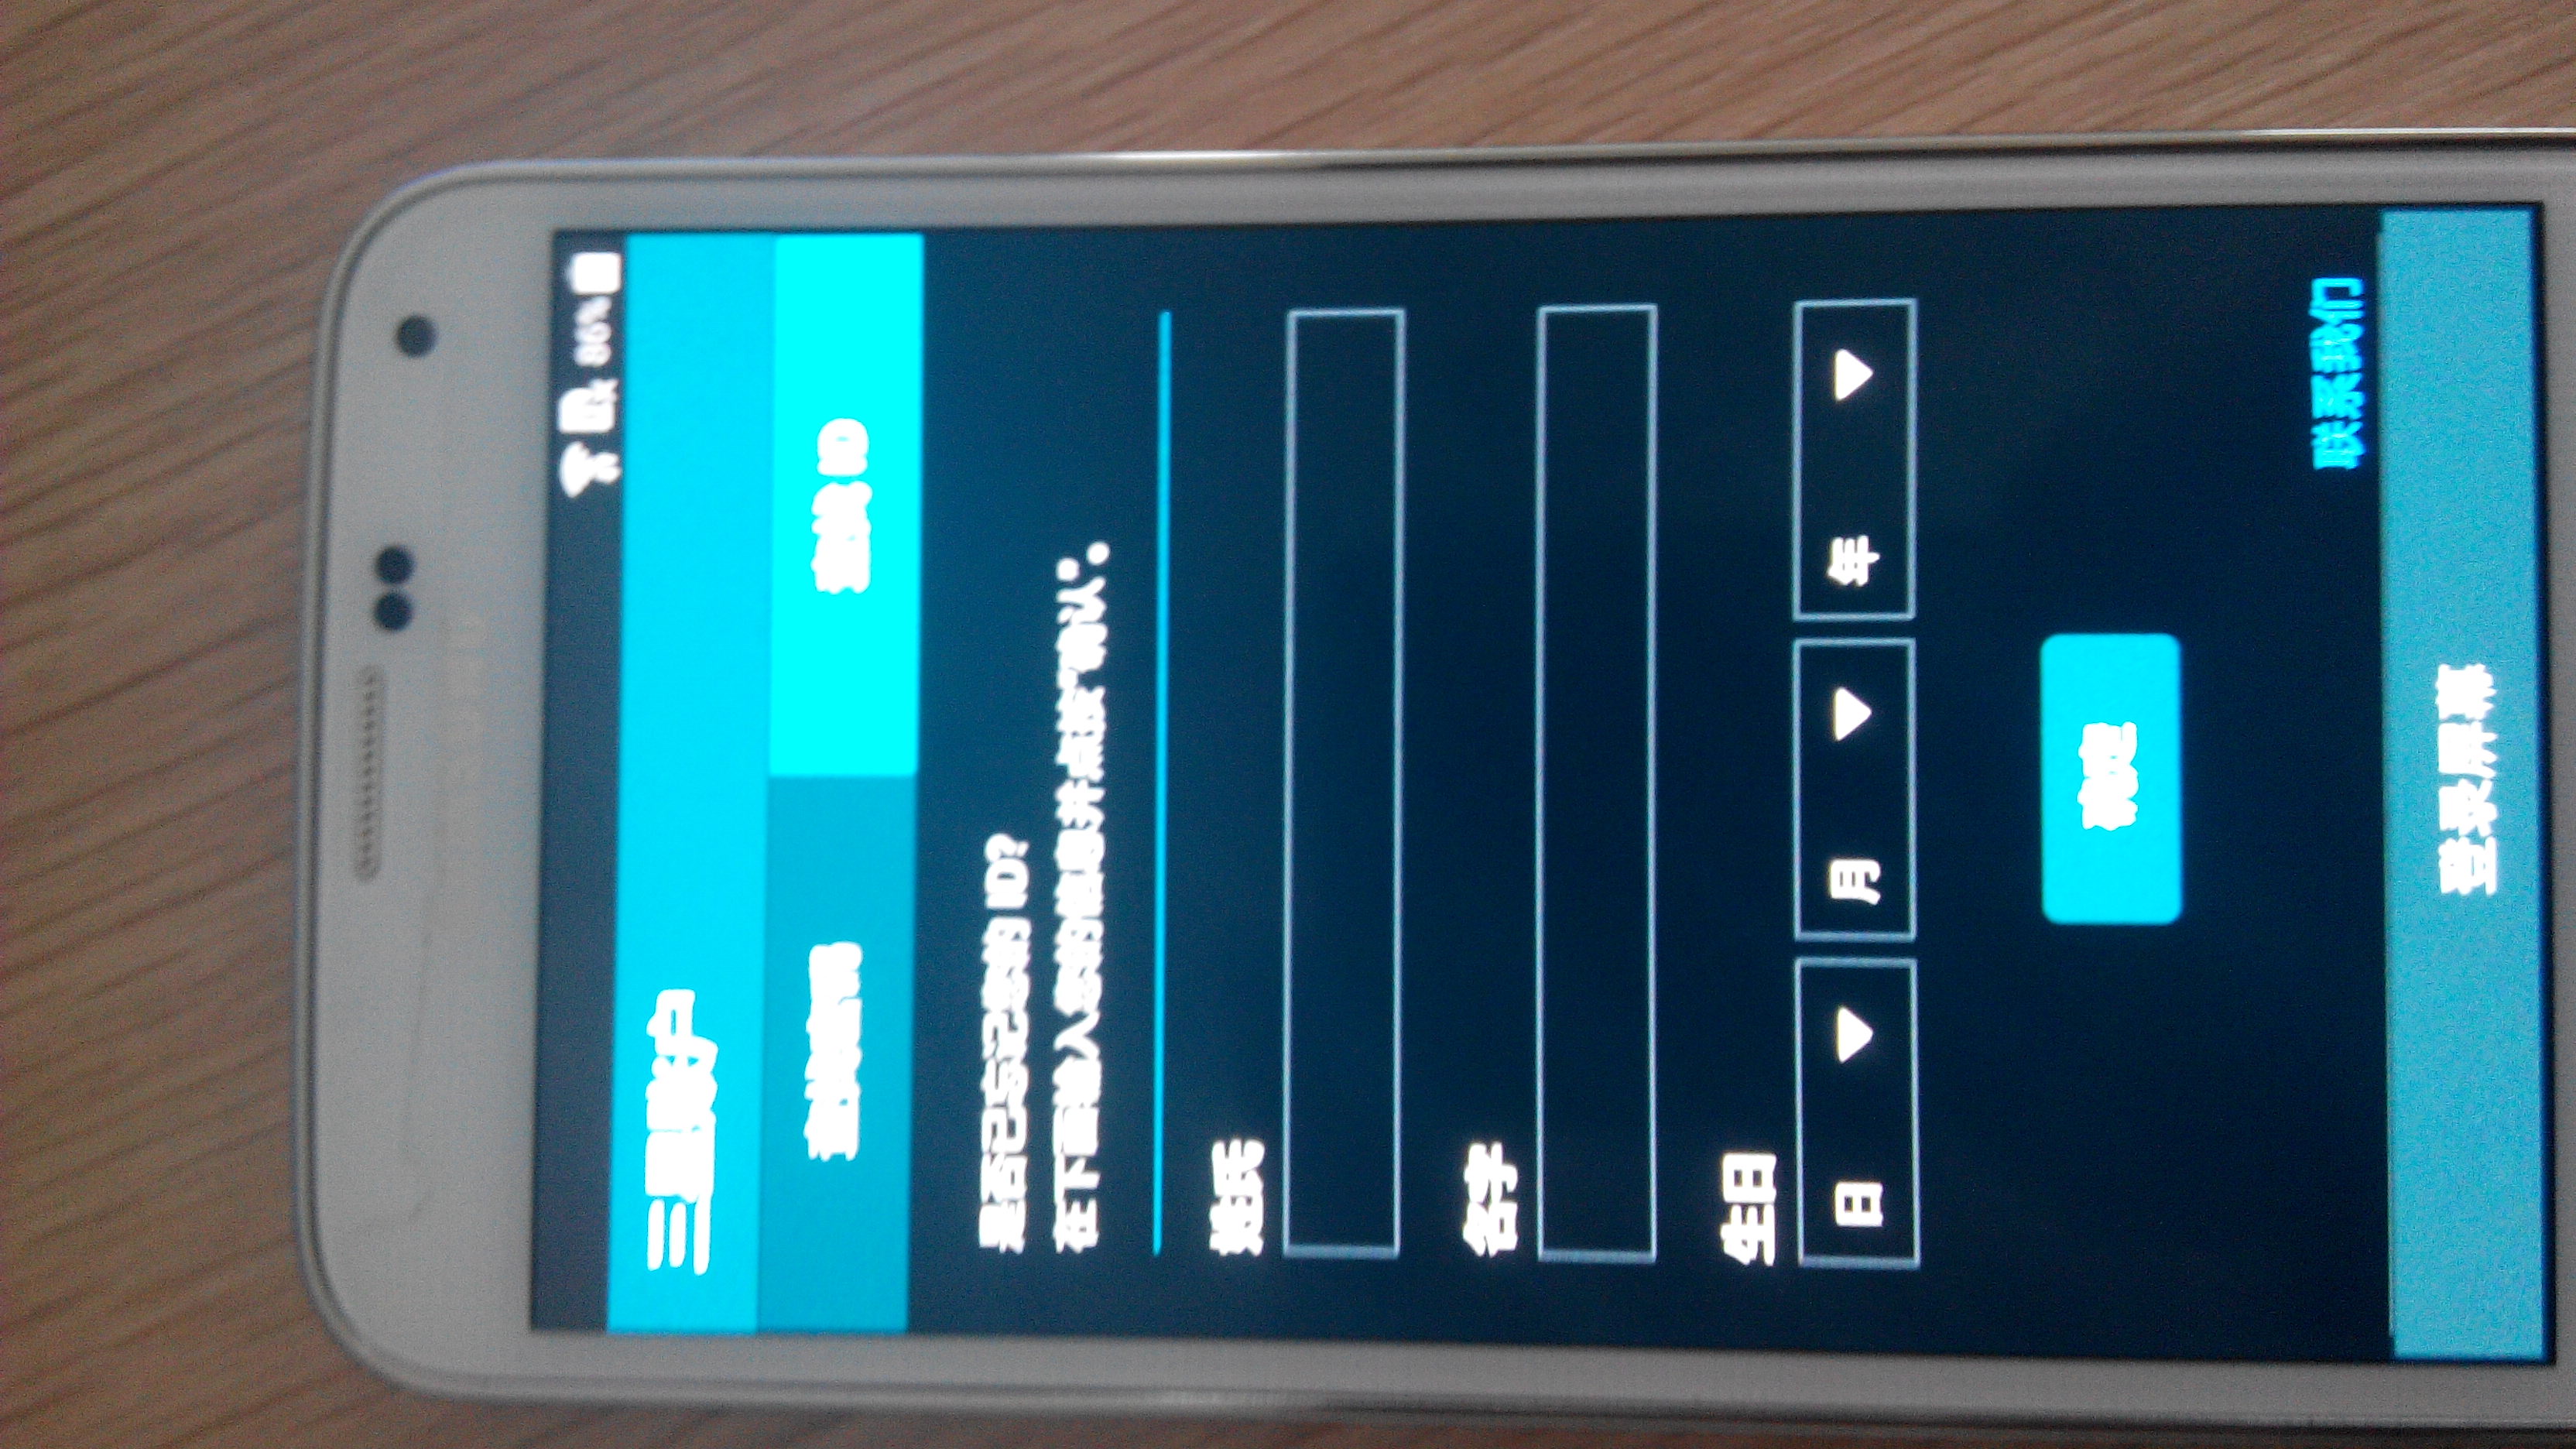 86%
三星账户
查找密码
查找 ID
是否已忘记您的 ID?
在下面输入您的信息并点按“确认”。
姓氏
名字
生日
日 月 年
确定
联系我们
登录屏幕